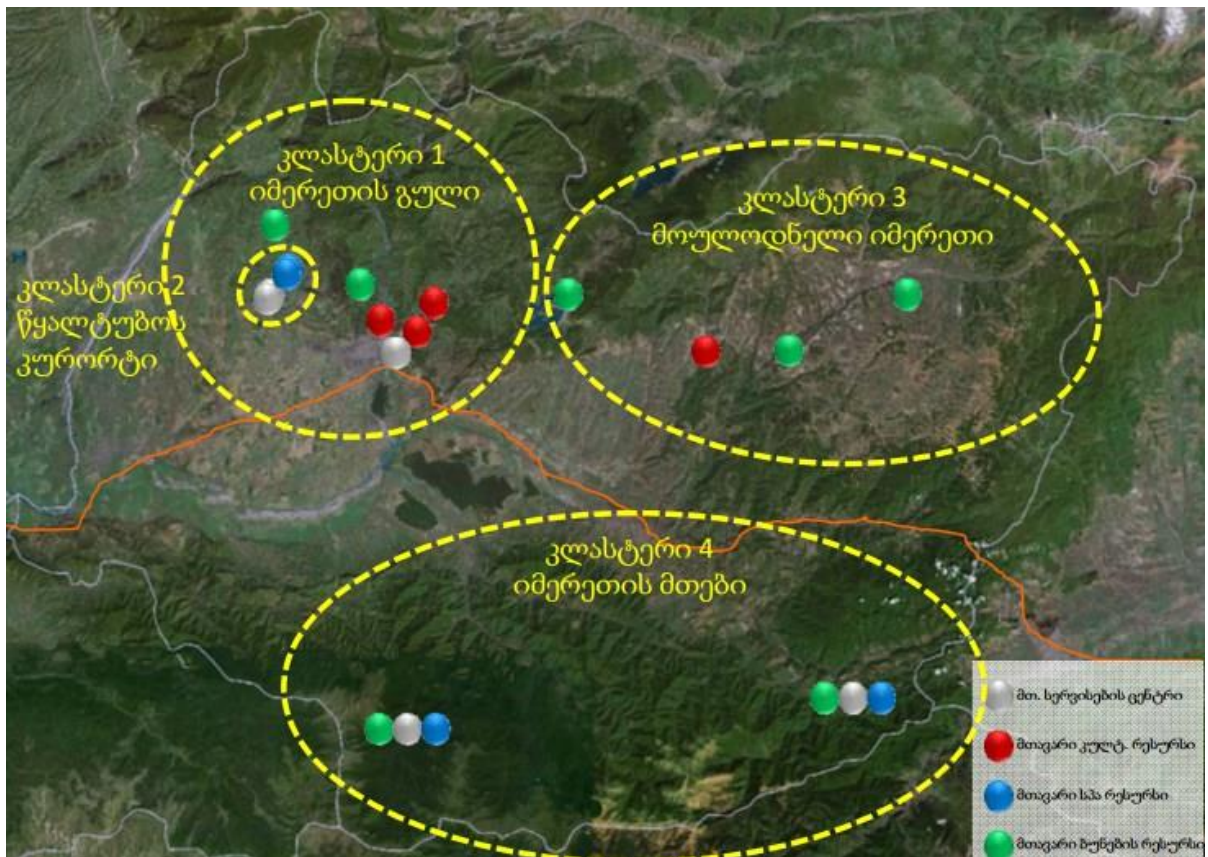 კლასტერი 1
იმერეთის გული
კლასტერი 2
წყალტუბოს
კურორტი
კლასტერი 3
მოულოდნელი იმერეთი
კლასტერი 4
იმერეთის მთები
მთ. სერვისების ცენტრი
მთავარი კულტ. რესურსი
მთავარი სპა რესურსი
მთავარი ბუნების რესურსი